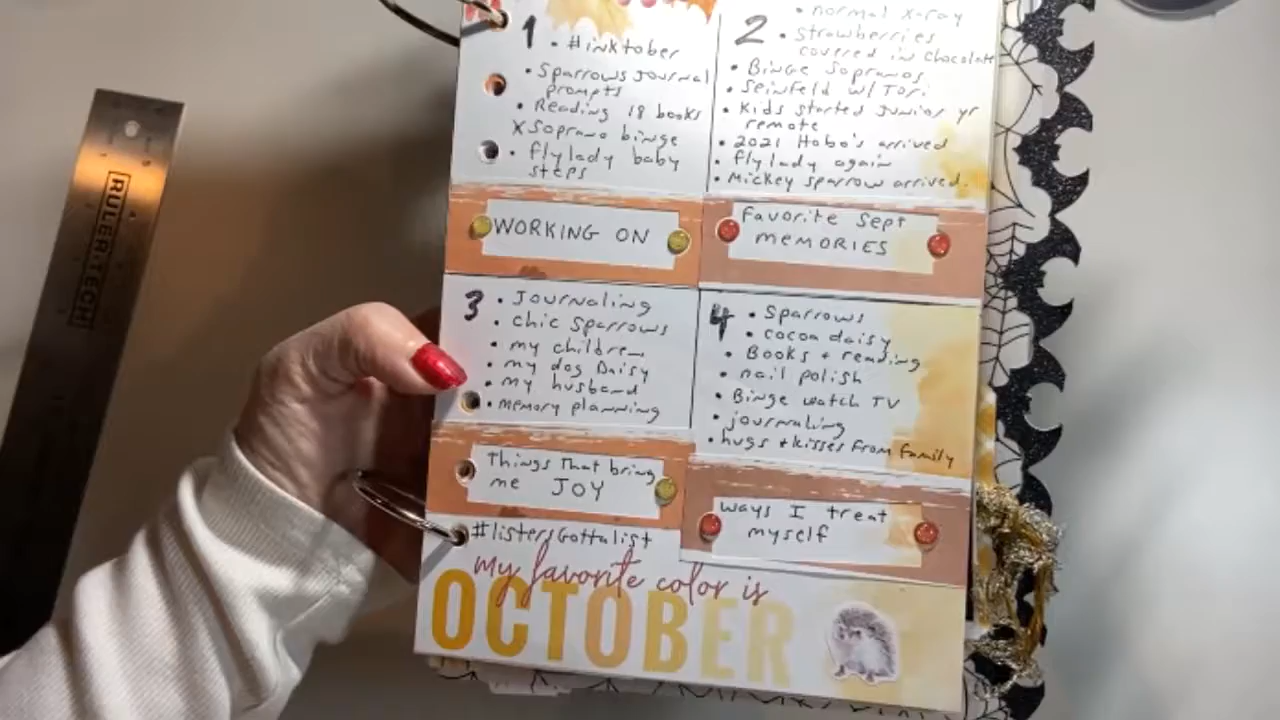 RULER.TECH
1 • #inktober
• Sparrows Journal
prompts
• Reading 18 books
x Soprano binge
• flylady baby
steps
WORKING ON
2 • normal x-ray
• strawberries
covered in chocolate
• Binge Sopranos
• Seinfeld w/ Tori
• Kids started Junior yr
remote
• 2021 Hobo's arrived
• flylady again
• Mickey sparrow arrived.
Favorite Sept
MEMORIES
3 • Journaling
• chic sparrows
• my children
• my dog Daisy
• my husband
• memory planning
Things that bring
me JOY
4 • Sparrows
• cocoa daisy
• Books + reading
• nail polish
• Binge watch TV
• journaling
• hugs + kisses from family
ways I treat
myself
#listersGottalist
my favorite color is
OCTOBER